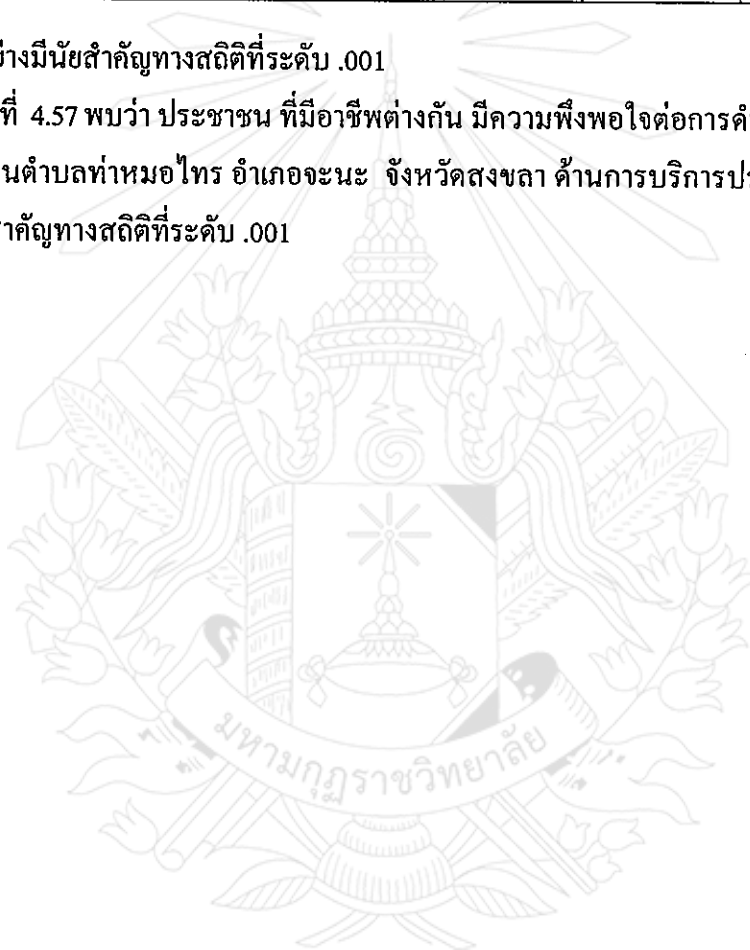 ่างมีนัยสำคัญทางสถิติที่ระดับ .001
ที่ 4.57 พบว่า ประชาชน ที่มีอาชีพต่างกัน มีความพึงพอใจต่อการดำ
นตำบลท่าหมอไทร อำเภอจะนะ จังหวัดสงขลา ด้านการบริการปร
สำคัญทางสถิติที่ระดับ .001
มหามกุฏราชวิทยาลัย